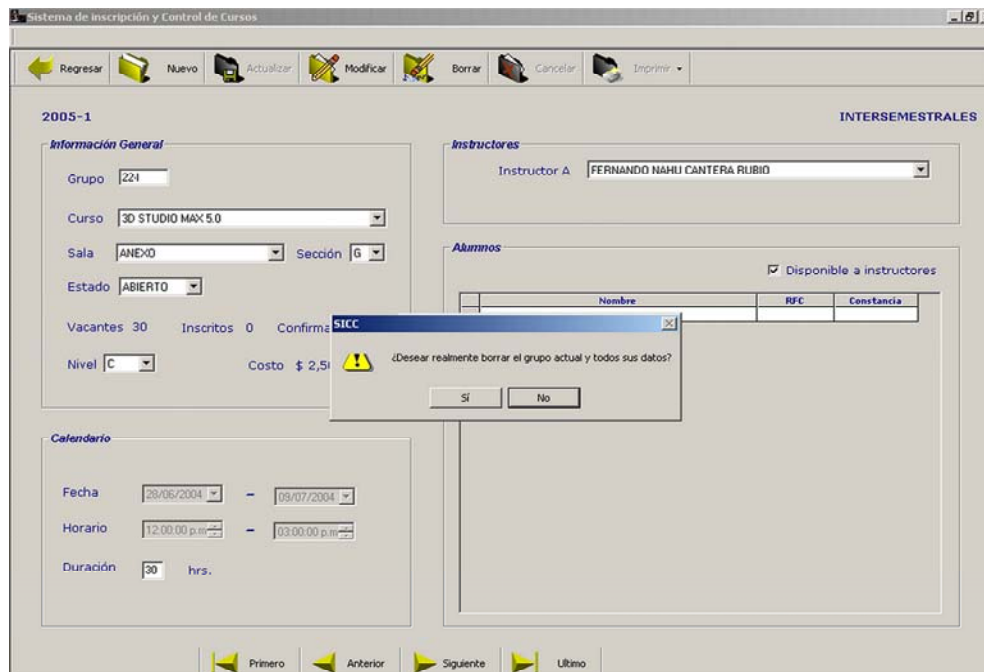 Sistema de inscripción y Control de Cursos
Regresar Nuevo Actualizar Modificar Borrar Cancelar Imprimir
2005-1 INTERSEMESTRALES
Información General
Grupo 224
Curso 3D STUDIO MAX 5.0
Sala ANEXO Sección G
Estado ABIERTO
Vacantes 30 Inscritos 0 Confirma
Nivel C Costo $ 2,50
Instructores
Instructor A FERNANDO NAHU CANTERA RUBIO
Alumnos
Disponible a instructores
Nombre RFC Constancia
SICC
¿Desear realmente borrar el grupo actual y todos sus datos?
Sí No
Calendario
Fecha 28/06/2004 - 09/07/2004
Horario 12:00:00 p.m - 03:00:00 p.m
Duración 30 hrs.
Primero Anterior Siguiente Ultimo